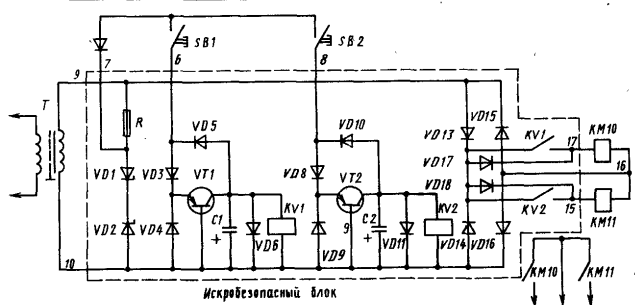 SB1
SB2
7
6
8
9
T
R
VD5
VD10
VD13
VD15
KV1
17
KM10
VD1
VD3
VT1
VD8
VT2
VD17
16
VD18
C1
KV1
C2
KV2
KV2
15
KM11
VD2
VD4
+
VD6
9
+
VD11
VD14
VD16
VD9
10
KM10
KM11
Искробезопасный блок